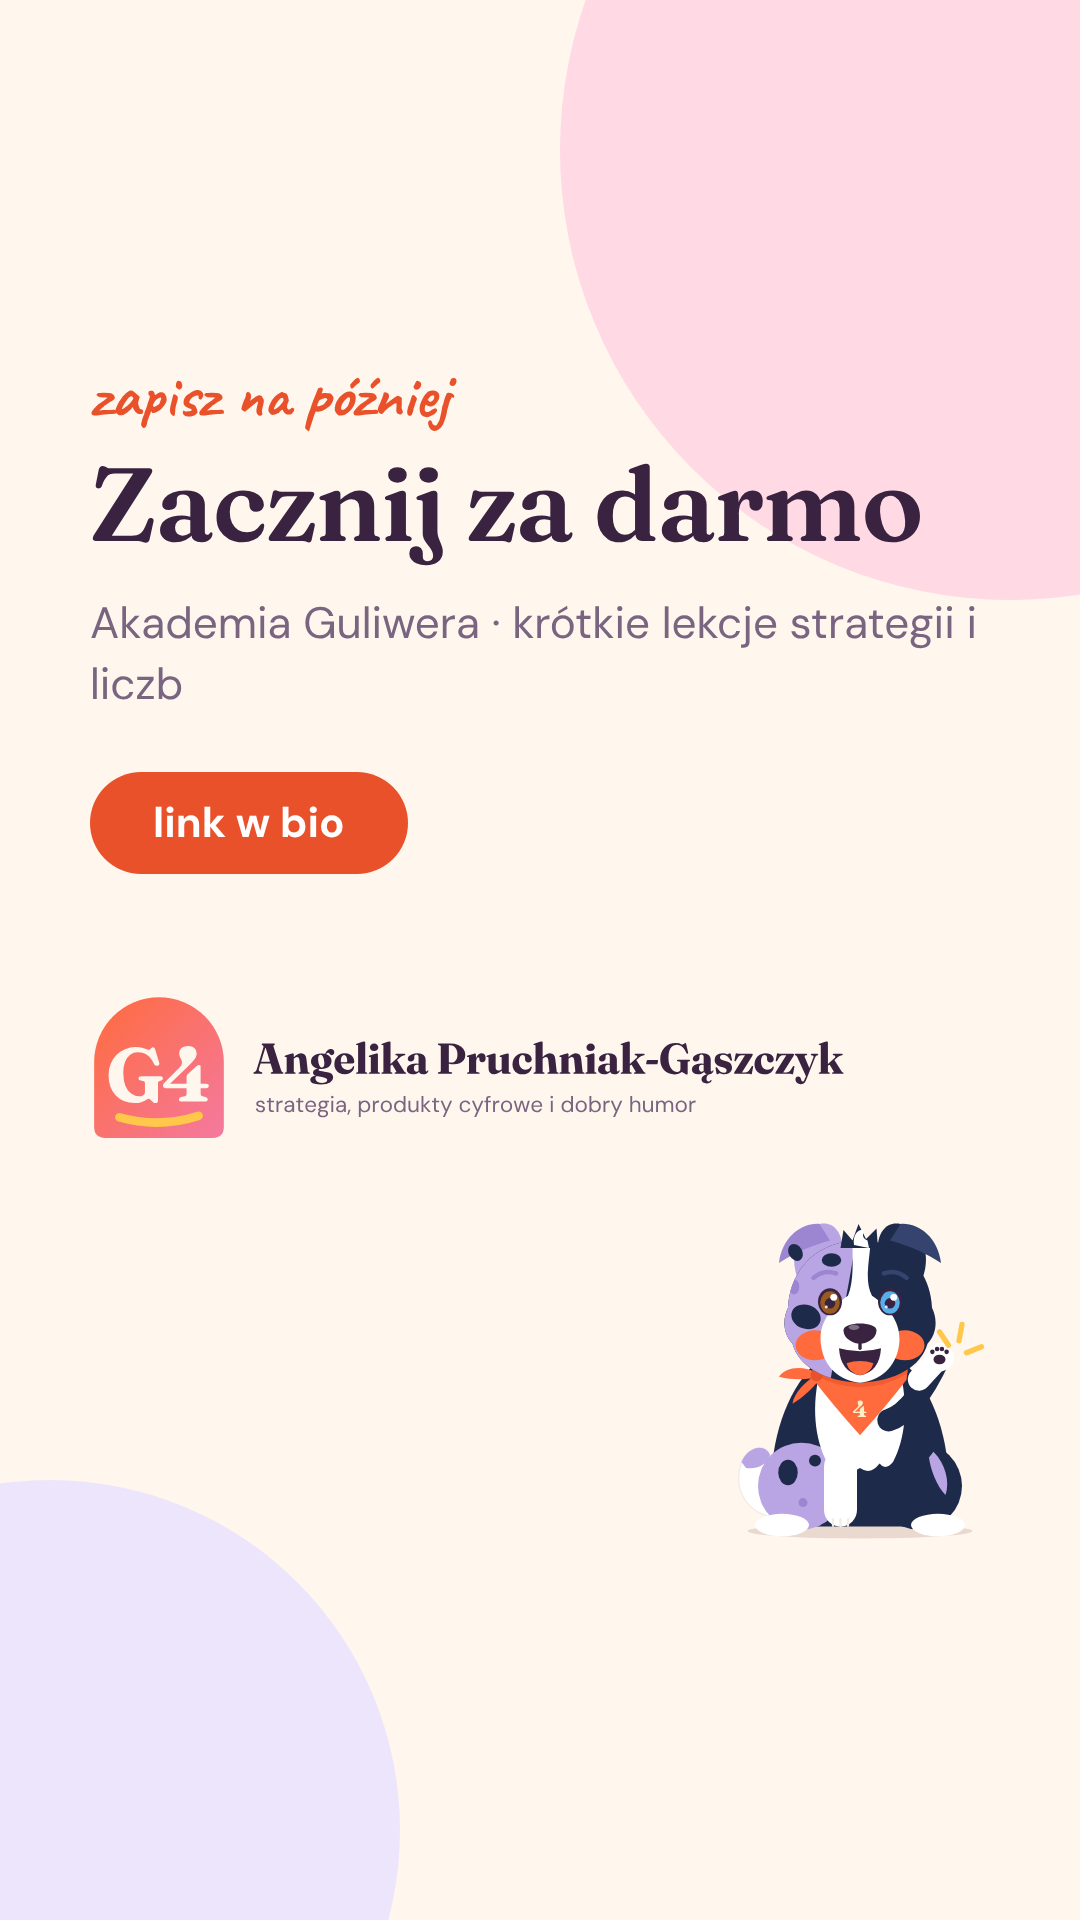 zapisz na później
Zacznij za darmo
Akademia Guliwera · krótkie lekcje strategii i
liczb
link w bio
G4
Angelika Pruchniak-Gąszczyk
strategia, produkty cyfrowe i dobry humor
4